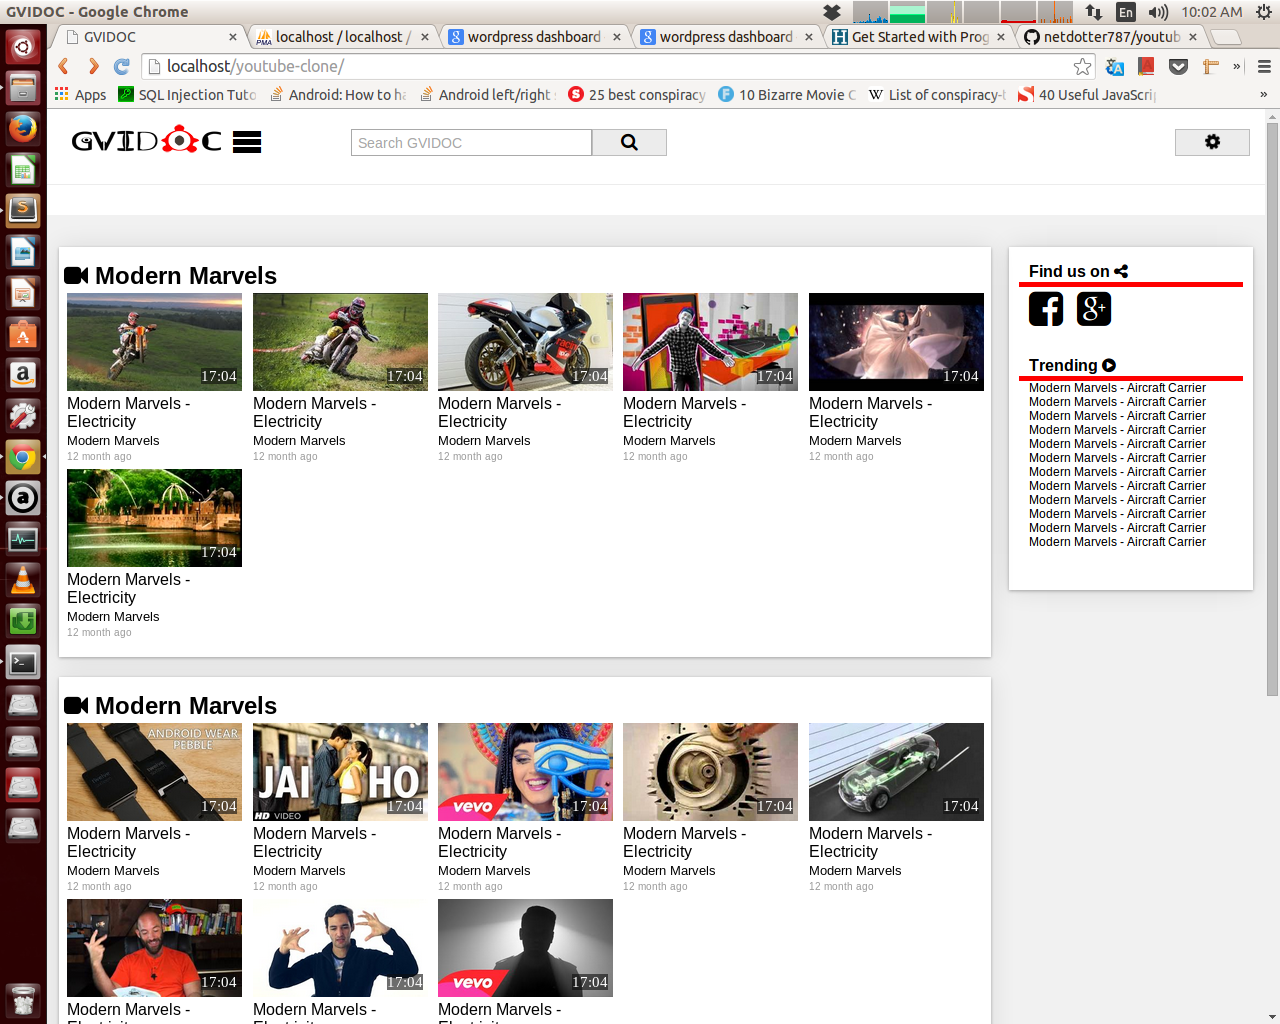 GVIDOC - Google Chrome
En
10:02 AM
GVIDOC
localhost / localhost /
wordpress dashboard
wordpress dashboard
Get Started with Prog
netdotter787/youtub
localhost/youtube-clone/
Apps
SQL Injection Tuto
Android: How to ha
Android left/right
25 best conspiracy
10 Bizarre Movie C
List of conspiracy-t
40 Useful JavaScrip
GVIDOC
Search GVIDOC
Modern Marvels
17:04
17:04
17:04
17:04
17:04
Modern Marvels - Electricity
Modern Marvels
12 month ago
Modern Marvels - Electricity
Modern Marvels
12 month ago
Modern Marvels - Electricity
Modern Marvels
12 month ago
Modern Marvels - Electricity
Modern Marvels
12 month ago
Modern Marvels - Electricity
Modern Marvels
12 month ago
17:04
Modern Marvels -
Electricity
Modern Marvels
12 month ago
Find us on
Trending
Modern Marvels - Aircraft Carrier
Modern Marvels - Aircraft Carrier
Modern Marvels - Aircraft Carrier
Modern Marvels - Aircraft Carrier
Modern Marvels - Aircraft Carrier
Modern Marvels - Aircraft Carrier
Modern Marvels - Aircraft Carrier
Modern Marvels - Aircraft Carrier
Modern Marvels - Aircraft Carrier
Modern Marvels - Aircraft Carrier
Modern Marvels - Aircraft Carrier
Modern Marvels - Aircraft Carrier
Modern Marvels
ANDROID WEAR
PEBBLE
17:04
JAI HO
HD VIDEO
17:04
vevo
17:04
17:04
17:04
Modern Marvels - Electricity
Modern Marvels
12 month ago
Modern Marvels - Electricity
Modern Marvels
12 month ago
Modern Marvels - Electricity
Modern Marvels
12 month ago
Modern Marvels - Electricity
Modern Marvels
12 month ago
Modern Marvels - Electricity
Modern Marvels
12 month ago
17:04
17:04
vevo
17:04
Modern Marvels -
Electricity
Modern Marvels -
Electricity
Modern Marvels -
Electricity